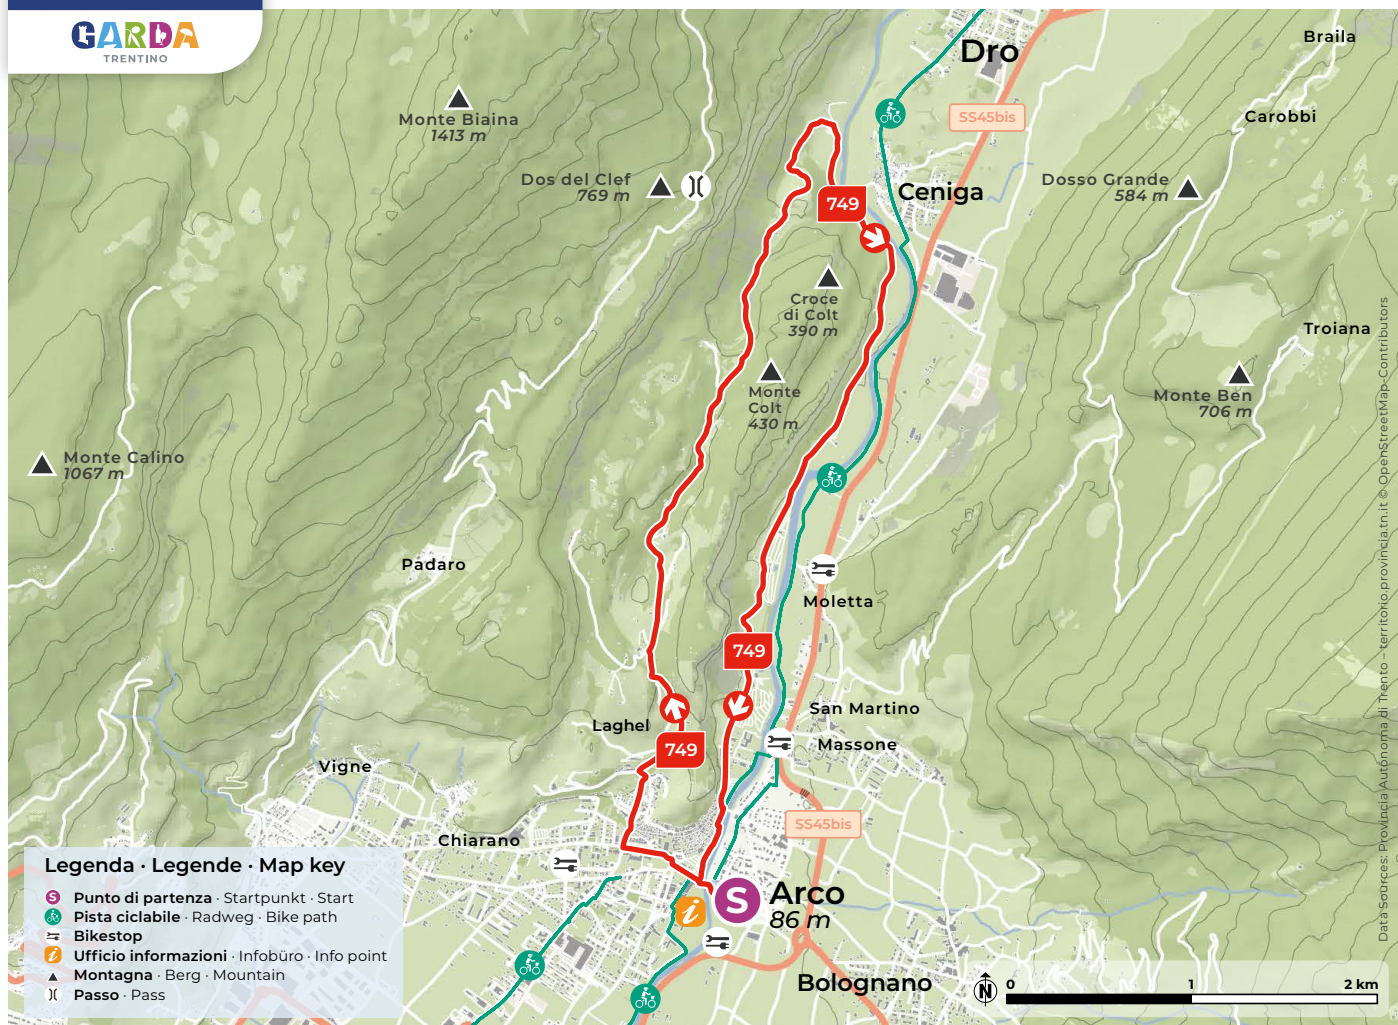 GARDA
TRENTINO
Dro
Braila
SS45bis
Carobbi
Monte Biaina
1413 m
Dos del Clef
769 m
Ceniga
Dosso Grande
584 m
749
Croce
di Colt
390 m
Troiana
Monte
Colt
430 m
Monte Ben
706 m
Monte Calino
1067 m
Padaro
Moletta
749
Laghel
San Martino
749
Massone
Vigne
SS45bis
Chiarano
Legenda · Legende · Map key
S Punto di partenza · Startpunkt · Start
Pista ciclabile · Radweg · Bike path
Bikestop
i Ufficio informazioni · Infobüro · Info point
Montagna · Berg · Mountain
Passo · Pass
S
Arco
86 m
i
Bolognano
N
0 1 2 km
Data Sources: Provincia Autonoma di Trento – territorio.provincia.tn.it © OpenStreetMap-Contributors